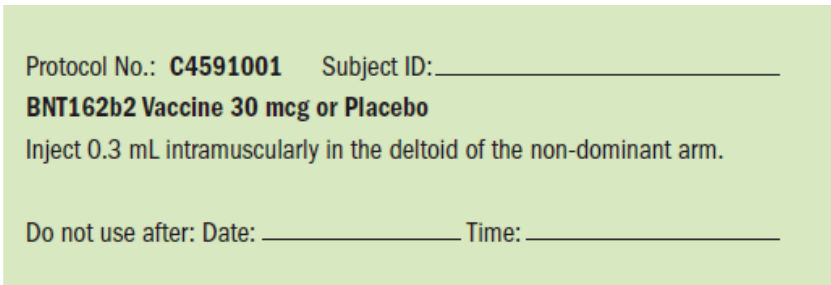 Protocol No.: C4591001 Subject ID:
BNT162b2 Vaccine 30 mcg or Placebo
Inject 0.3 mL intramuscularly in the deltoid of the non-dominant arm.
Do not use after: Date: Time: